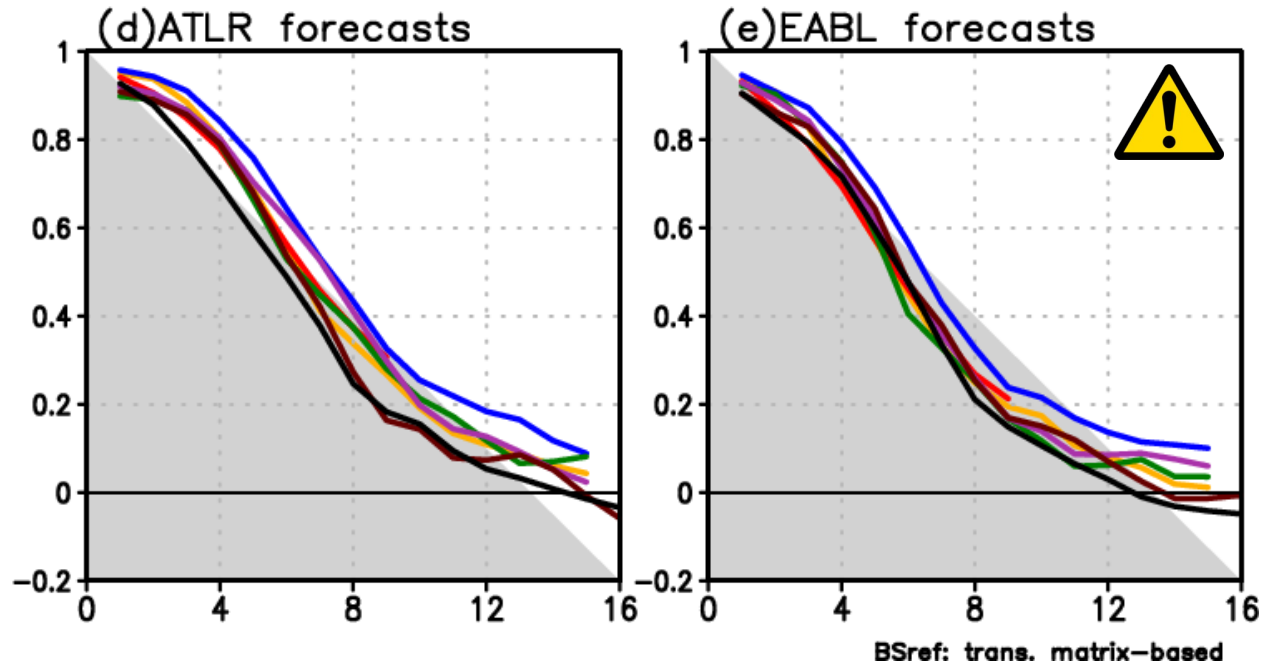 (d)ATLR forecasts
1
0.8
0.6
0.4
0.2
0
−0.2
0 4 8 12 16
(e)EABL forecasts
1
0.8
0.6
0.4
0.2
0
−0.2
0 4 8 12 16
BSref: trans. matrix−based